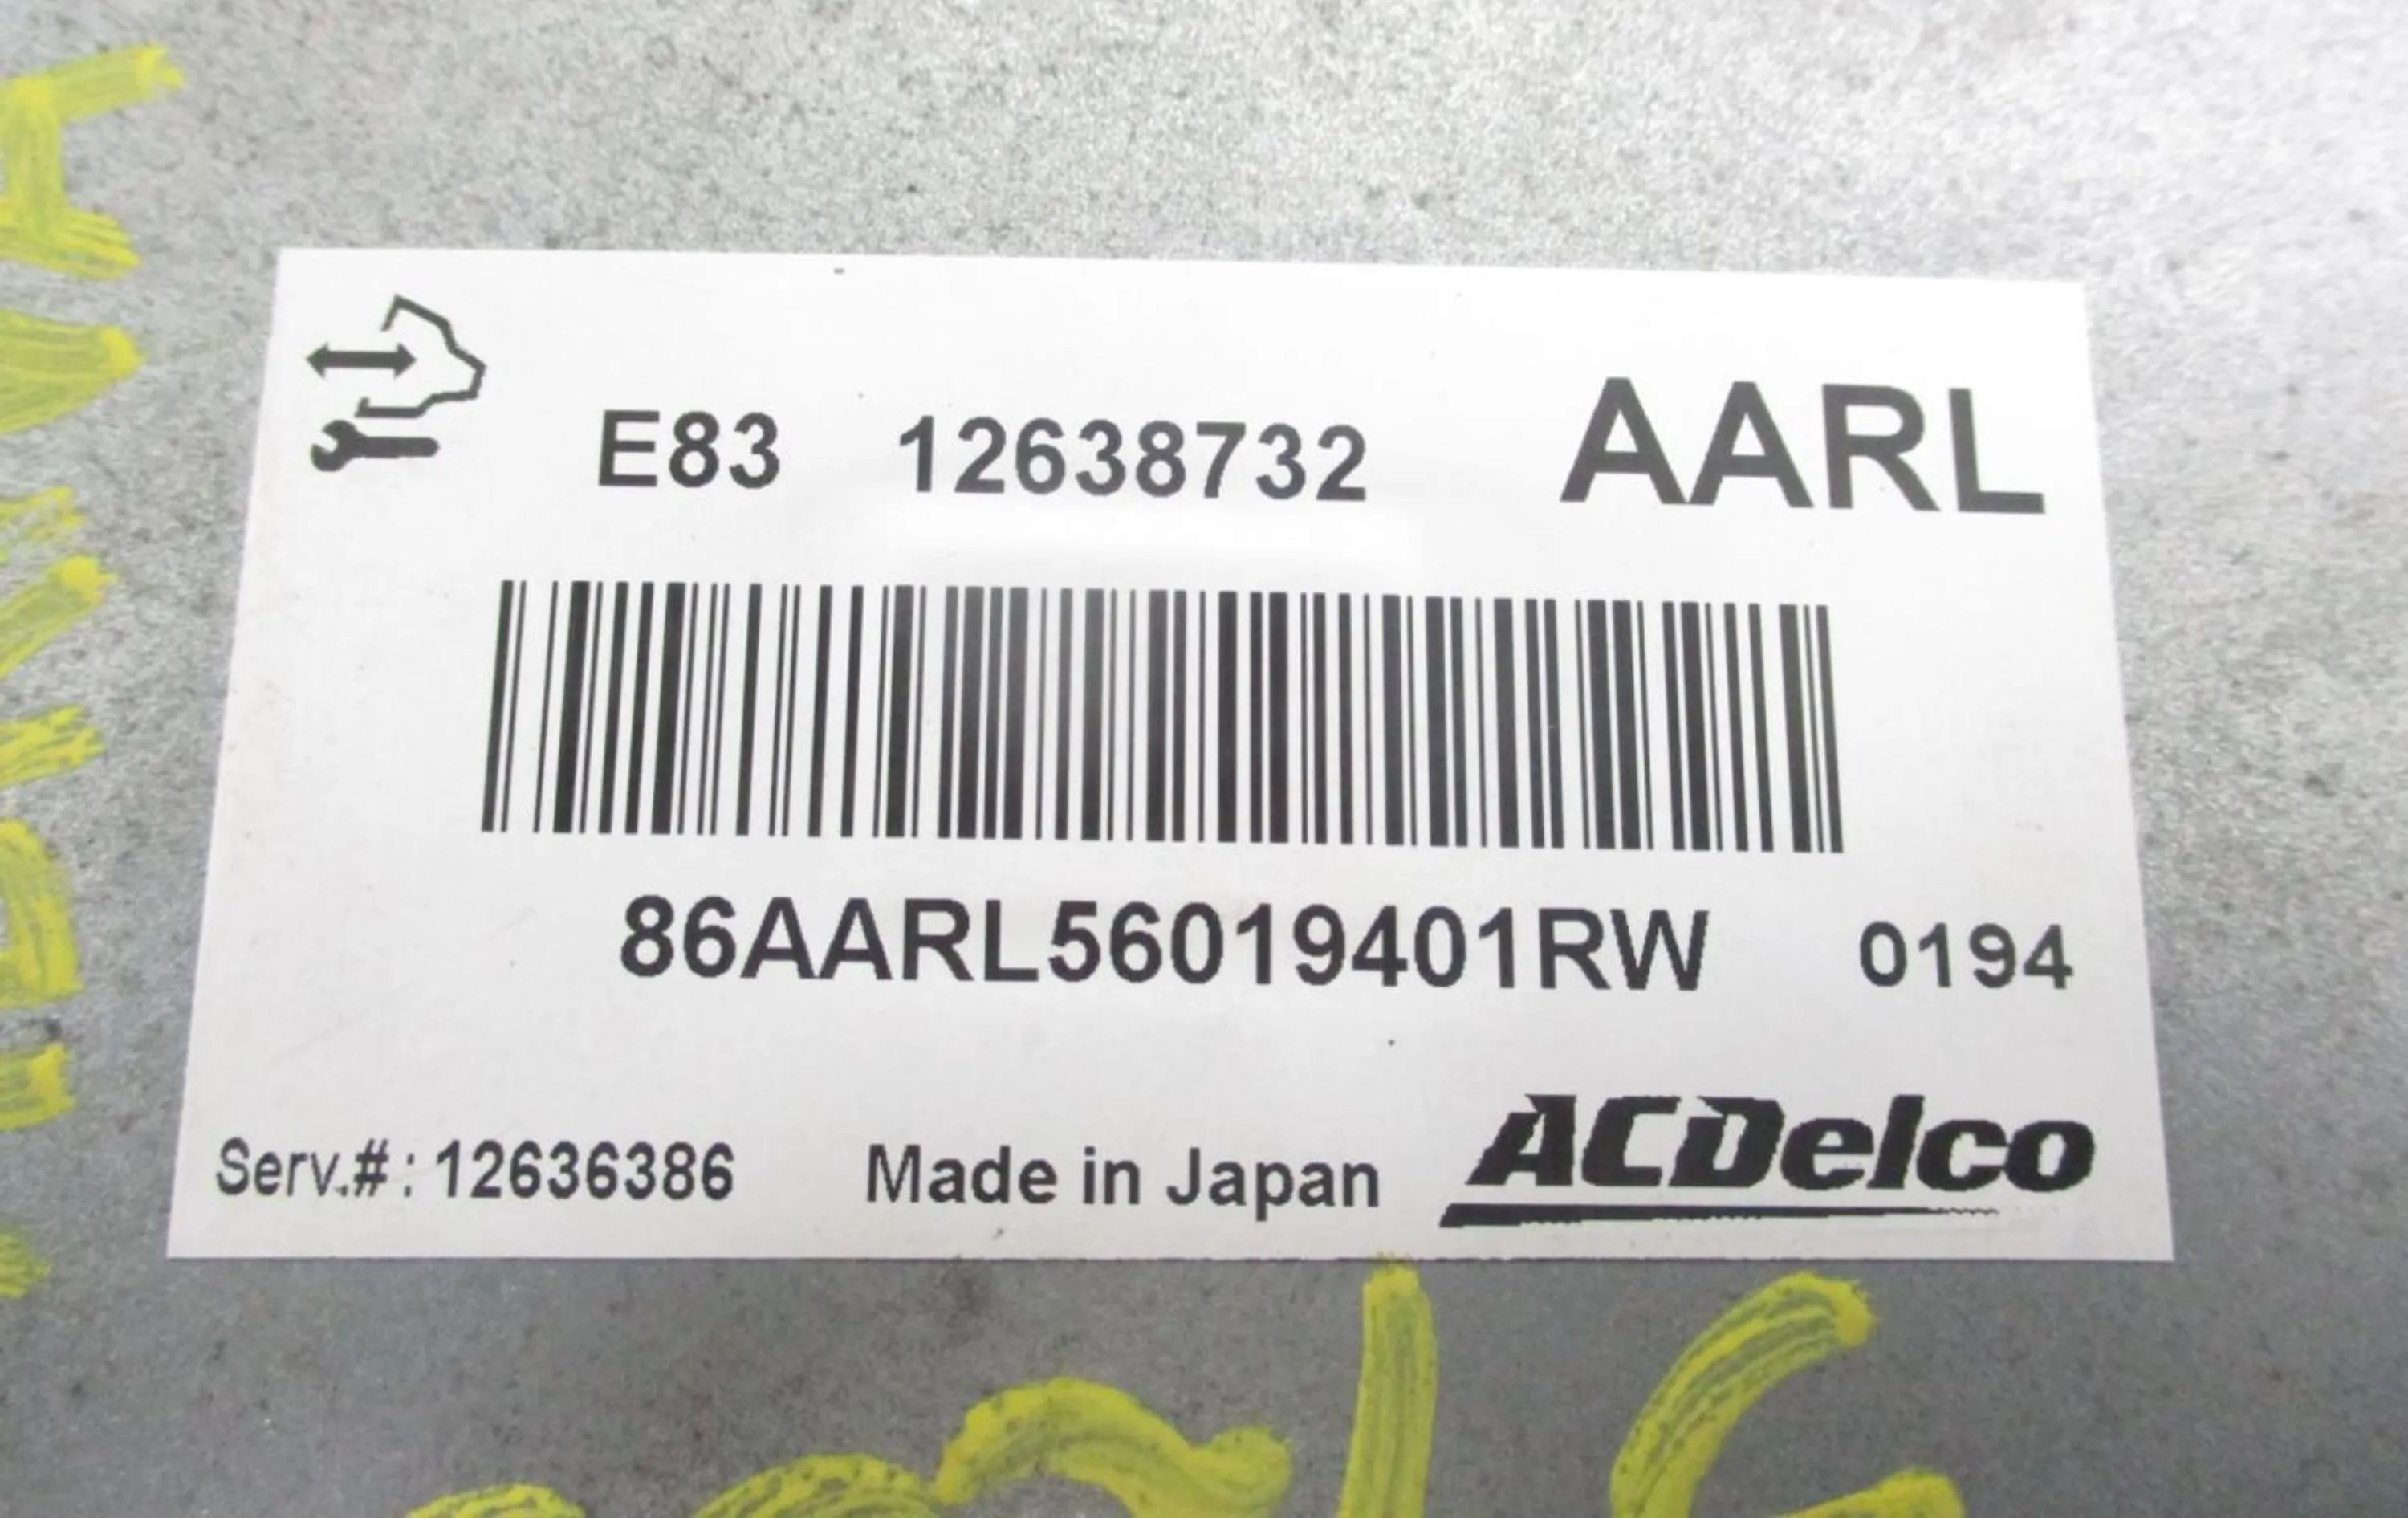 E83 12638732 AARL
86AARL56019401RW 0194
Serv.#: 12636386 Made in Japan ACDelco